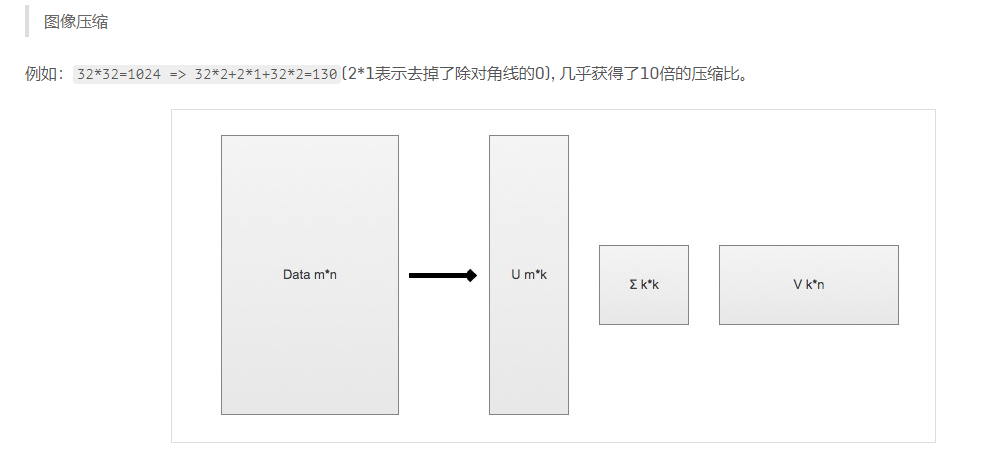 图像压缩
例如：32*32=1024 => 32*2+2*1+32*2=130(2*1表示去掉了除对角线的0), 几乎获得了10倍的压缩比。
Data m*n
U m*k
Σ k*k
V k*n